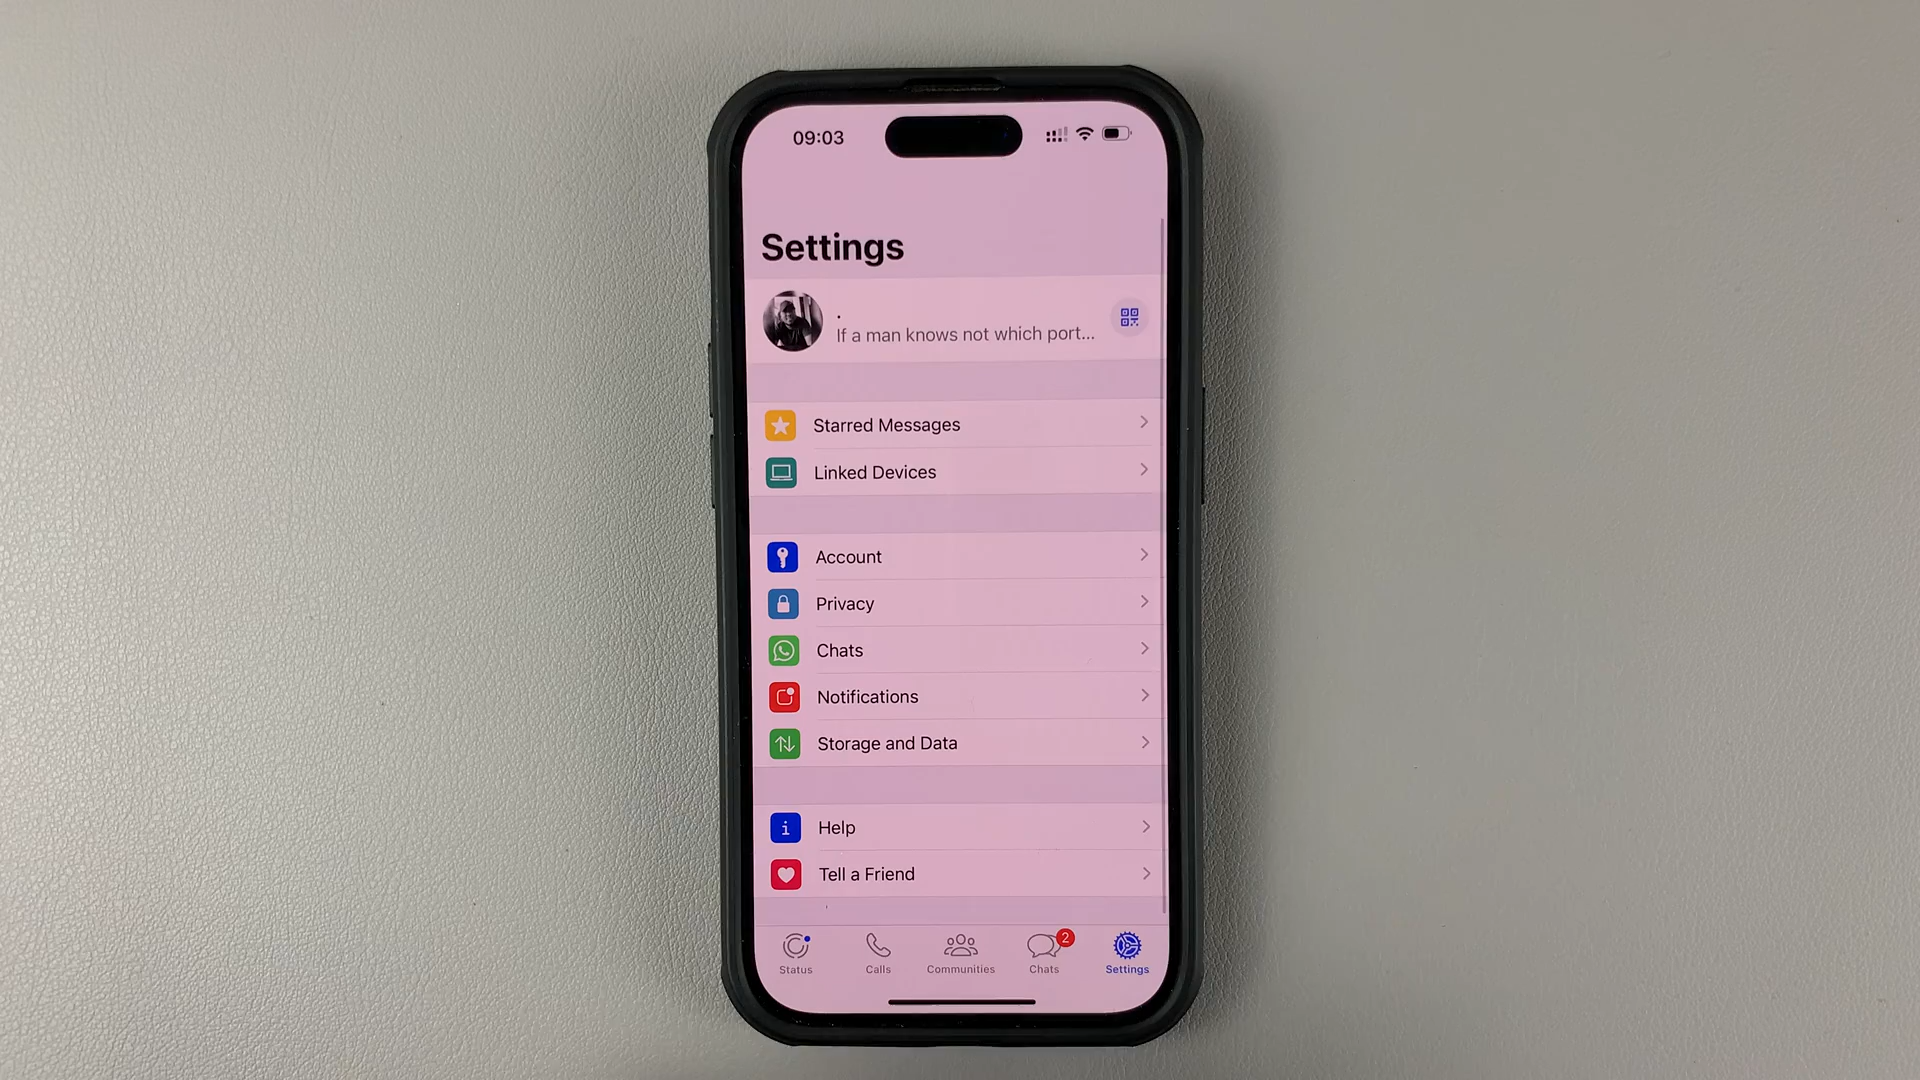 09:03
Settings
.
If a man knows not which port...
Starred Messages
Linked Devices
Account
Privacy
Chats
Notifications
Storage and Data
Help
Tell a Friend
Status
Calls
Communities
Chats
2
Settings